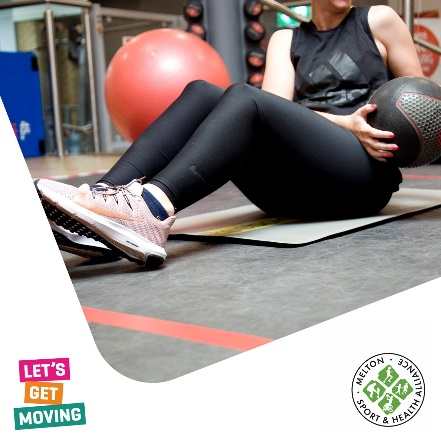 LET'S
GET
MOVING
MELTON
SPORT & HEALTH ALLIANCE